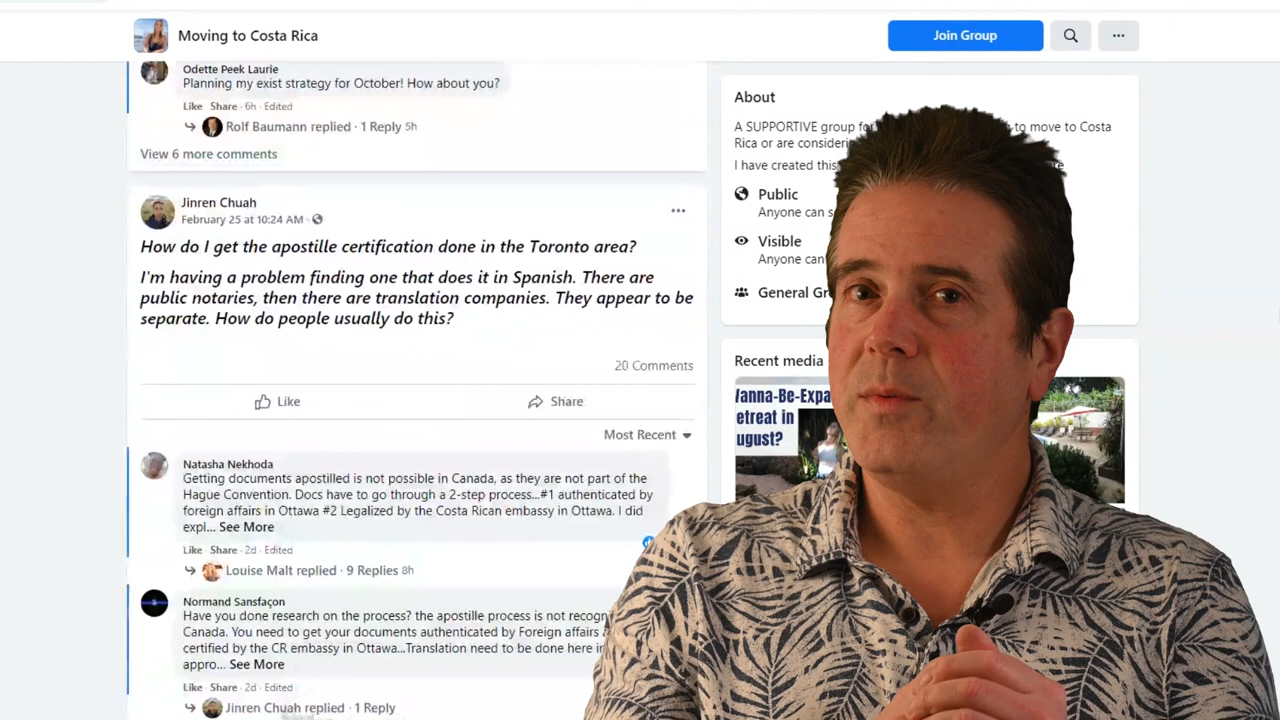 Moving to Costa Rica
Join Group
Odette Peek Laurie
Planning my exist strategy for October! How about you?
Like Share · 6h · Edited
Rolf Baumann replied · 1 Reply 5h
View 6 more comments
Jinren Chuah
February 25 at 10:24 AM ·
How do I get the apostille certification done in the Toronto area?
I'm having a problem finding one that does it in Spanish. There are
public notaries, then there are translation companies. They appear to be
separate. How do people usually do this?
20 Comments
Like
Share
Most Recent
Natasha Nekhoda
Getting documents apostilled is not possible in Canada, as they are not part of the
Hague Convention. Docs have to go through a 2-step process...#1 authenticated by
foreign affairs in Ottawa #2 Legalized by the Costa Rican embassy in Ottawa. I did
expl... See More
Like · Share · 2d · Edited
Louise Malt replied · 9 Replies 8h
Normand Sansfaçon
Have you done research on the process? the apostille process is not recogn
Canada. You need to get your documents authenticated by Foreign affairs
certified by the CR embassy in Ottawa...Translation need to be done here in
appro... See More
Like · Share · 2d · Edited
Jinren Chuah replied · 1 Reply
About
A SUPPORTIVE group fo to move to Costa
Rica or are consideri
I have created this
Public
Anyone can s
Visible
Anyone can
General Gr
Recent media
Wanna-Be-Expa
etreat in
ugust?